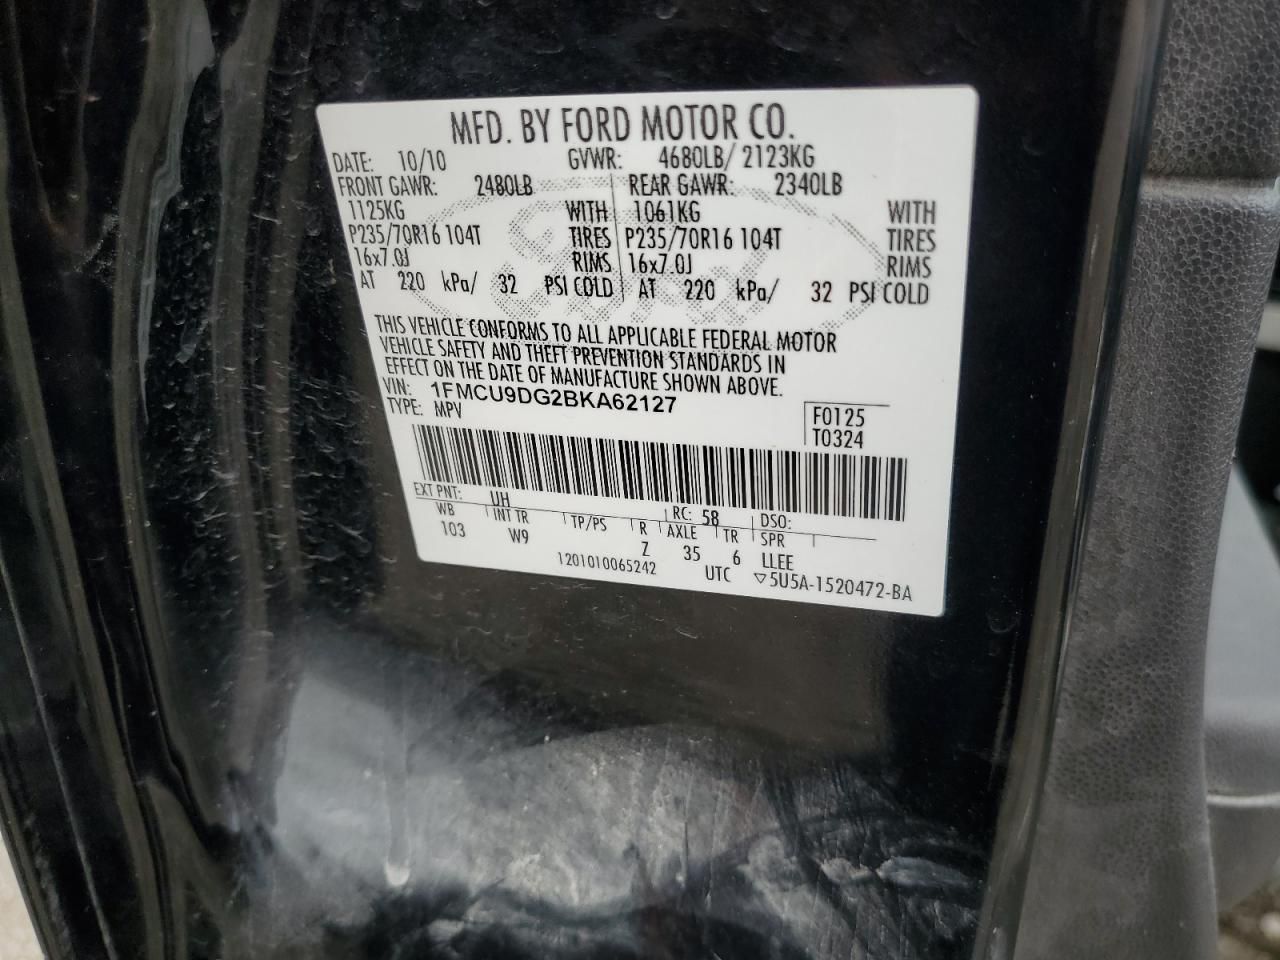 MFD. BY FORD MOTOR CO.
DATE: 10/10 GVWR: 4680LB/ 2123KG
FRONT GAWR: 2480LB REAR GAWR: 2340LB
1125KG WITH 1061KG WITH
P235/70R16 104T TIRES P235/70R16 104T TIRES
16x7.0J RIMS 16x7.0J RIMS
AT 220 kPa/ 32 PSI COLD AT 220 kPa/ 32 PSI COLD
THIS VEHICLE CONFORMS TO ALL APPLICABLE FEDERAL MOTOR
VEHICLE SAFETY AND THEFT PREVENTION STANDARDS IN
EFFECT ON THE DATE OF MANUFACTURE SHOWN ABOVE.
VIN: 1FMCU9DG2BKA62127
TYPE: MPV
F0125
T0324
EXT PNT: UH RC: 58 DSO:
WB INT TR TP/PS R AXLE TR SPR
103 W9 Z 35 6 LLEE
1201010065242 UTC ▽5U5A-1520472-BA